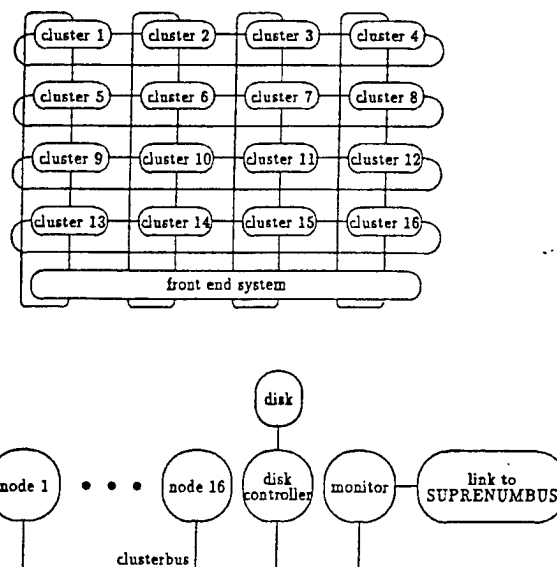 cluster 1 cluster 2 cluster 3 cluster 4
cluster 5 cluster 6 cluster 7 cluster 8
cluster 9 cluster 10 cluster 11 cluster 12
cluster 13 cluster 14 cluster 15 cluster 16
front end system
disk
node 1 • • • node 16 disk controller monitor link to SUPRENUMBUS
clusterbus